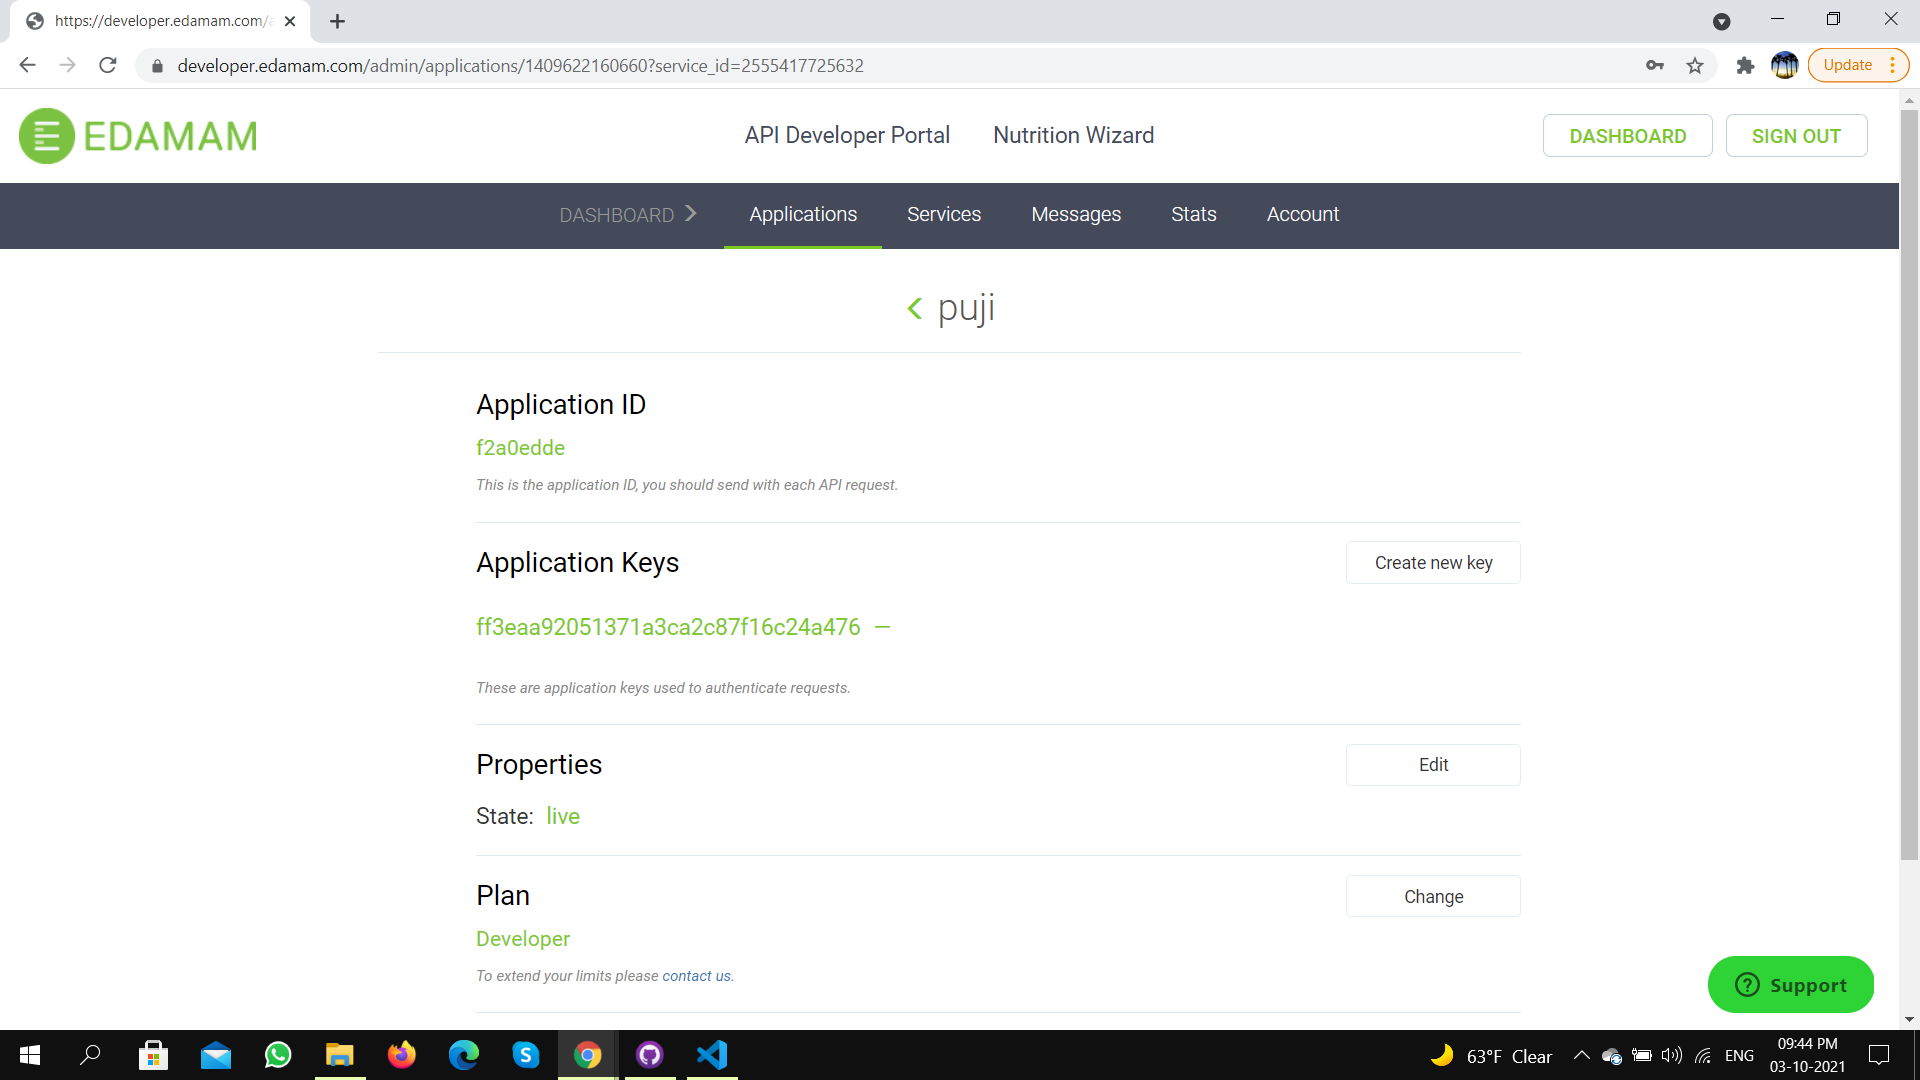 https://developer.edamam.com/a
developer.edamam.com/admin/applications/1409622160660?service_id=2555417725632
Update
EDAMAM
API Developer Portal
Nutrition Wizard
DASHBOARD
SIGN OUT
DASHBOARD
Applications
Services
Messages
Stats
Account
puji
Application ID
f2a0edde
This is the application ID, you should send with each API request.
Application Keys
Create new key
ff3eaa92051371a3ca2c87f16c24a476 —
These are application keys used to authenticate requests.
Properties
Edit
State: live
Plan
Change
Developer
To extend your limits please contact us.
Support
63°F Clear
ENG
09:44 PM
03-10-2021